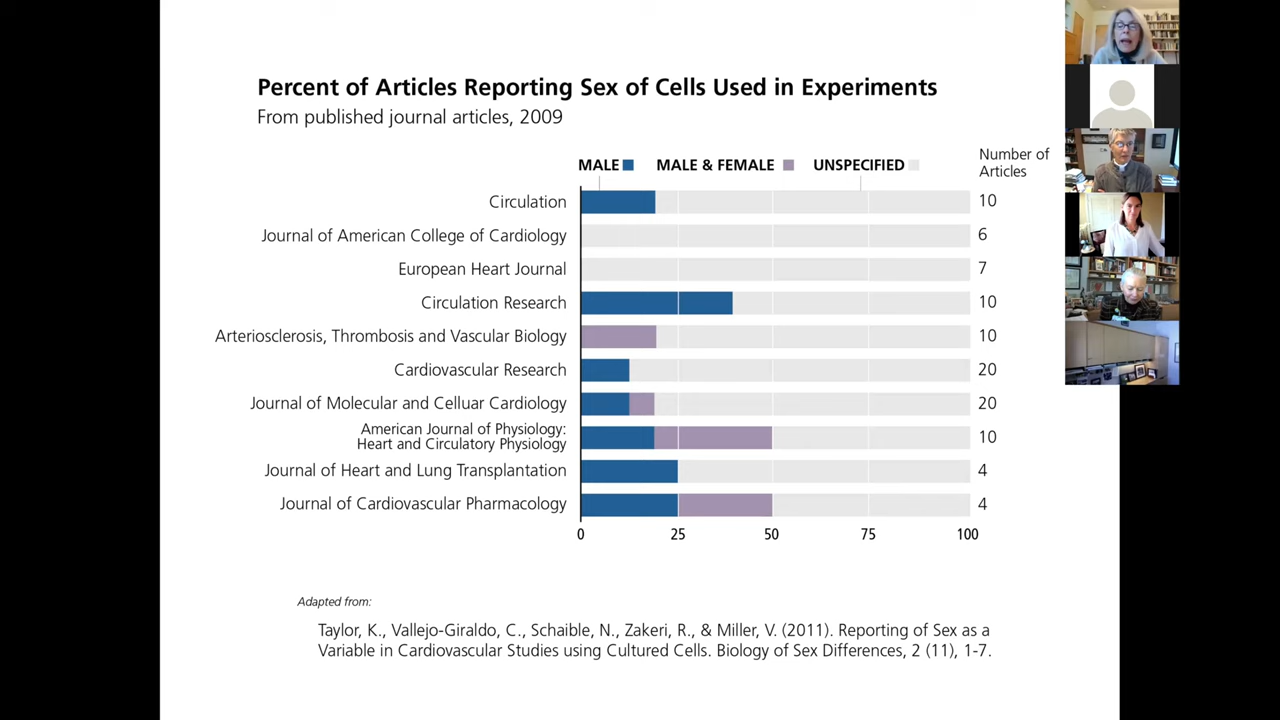 Percent of Articles Reporting Sex of Cells Used in Experiments
From published journal articles, 2009
MALE MALE & FEMALE UNSPECIFIED
Number of
Articles
Circulation 10
Journal of American College of Cardiology 6
European Heart Journal 7
Circulation Research 10
Arteriosclerosis, Thrombosis and Vascular Biology 10
Cardiovascular Research 20
Journal of Molecular and Celluar Cardiology 20
American Journal of Physiology:
Heart and Circulatory Physiology 10
Journal of Heart and Lung Transplantation 4
Journal of Cardiovascular Pharmacology 4
0 25 50 75 100
Adapted from:
Taylor, K., Vallejo-Giraldo, C., Schaible, N., Zakeri, R., & Miller, V. (2011). Reporting of Sex as a
Variable in Cardiovascular Studies using Cultured Cells. Biology of Sex Differences, 2 (11), 1-7.